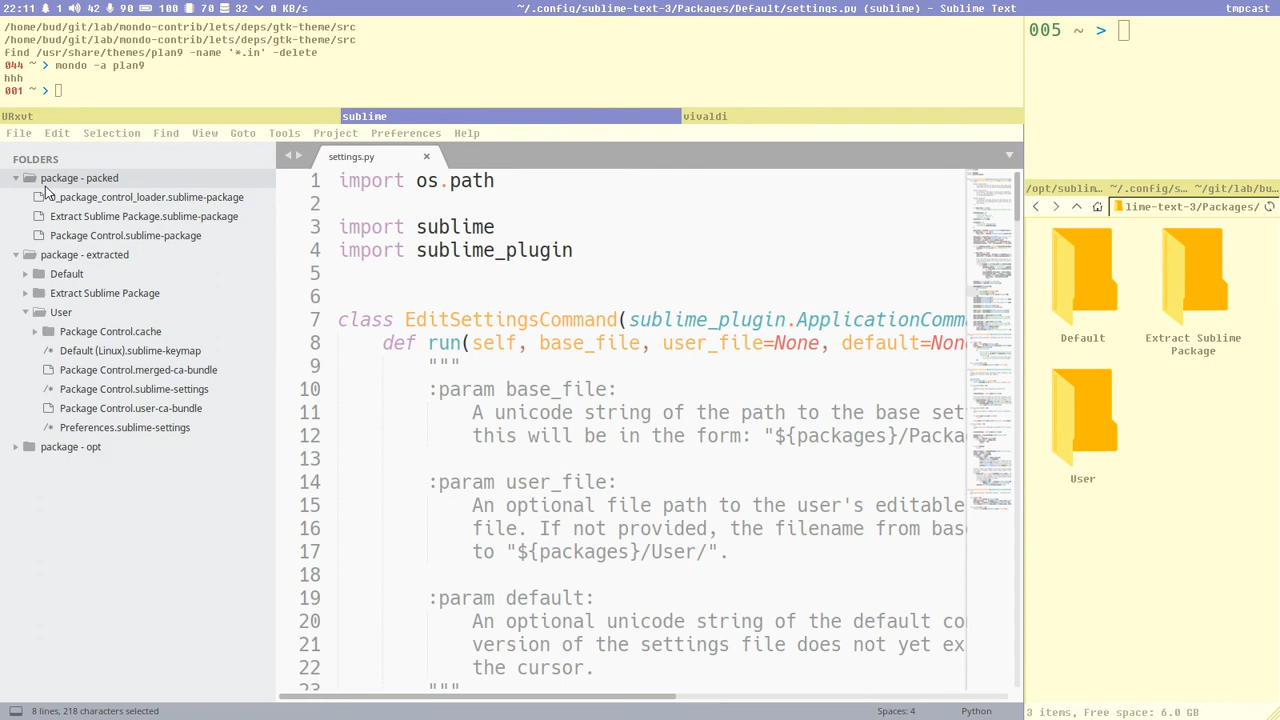 22:11 41 42 90 100 70 32 0 KB/s ~/.config/sublime-text-3/Packages/Default/settings.py (sublime) - Sublime Text tmpcast
/home/bud/git/lab/mondo-contrib/lets/deps/gtk-theme/src
/home/bud/git/lab/mondo-contrib/lets/deps/gtk-theme/src
find /usr/share/themes/plan9 -name '*.in' -delete
044 ~ > mondo -a plan9
hhh
001 ~ >
005 ~ >
URxvt sublime vivaldi
File Edit Selection Find View Goto Tools Project Preferences Help
FOLDERS
package - packed
_package_control_loader.sublime-package
Extract Sublime Package.sublime-package
Package Control.sublime-package
package - extracted
Default
Extract Sublime Package
User
Package Control.cache
Default (Linux).sublime-keymap
Package Control.merged-ca-bundle
Package Control.sublime-settings
Package Control.user-ca-bundle
Preferences.sublime-settings
package - opt
settings.py
1 import os.path
2
3 import sublime
4 import sublime_plugin
5
6
7 class EditSettingsCommand(sublime_plugin.ApplicationComm
8 def run(self, base_file, user_file=None, default=Non
9 """
10 :param base_file:
11 A unicode string of the path to the base set
12 this will be in the form: "${packages}/Packa
13
14 :param user_file:
15 An optional file path to the user's editable
16 file. If not provided, the filename from bas
17 to "${packages}/User/".
18
19 :param default:
20 An optional unicode string of the default co
21 version of the settings file does not yet ex
22 the cursor.
23 """
8 lines, 218 characters selected Spaces: 4 Python
/opt/sublim... ~/.config/s... ~/git/lab/bu...
lime-text-3/Packages/
Default
Extract Sublime
Package
User
3 items, Free space: 6.0 GB